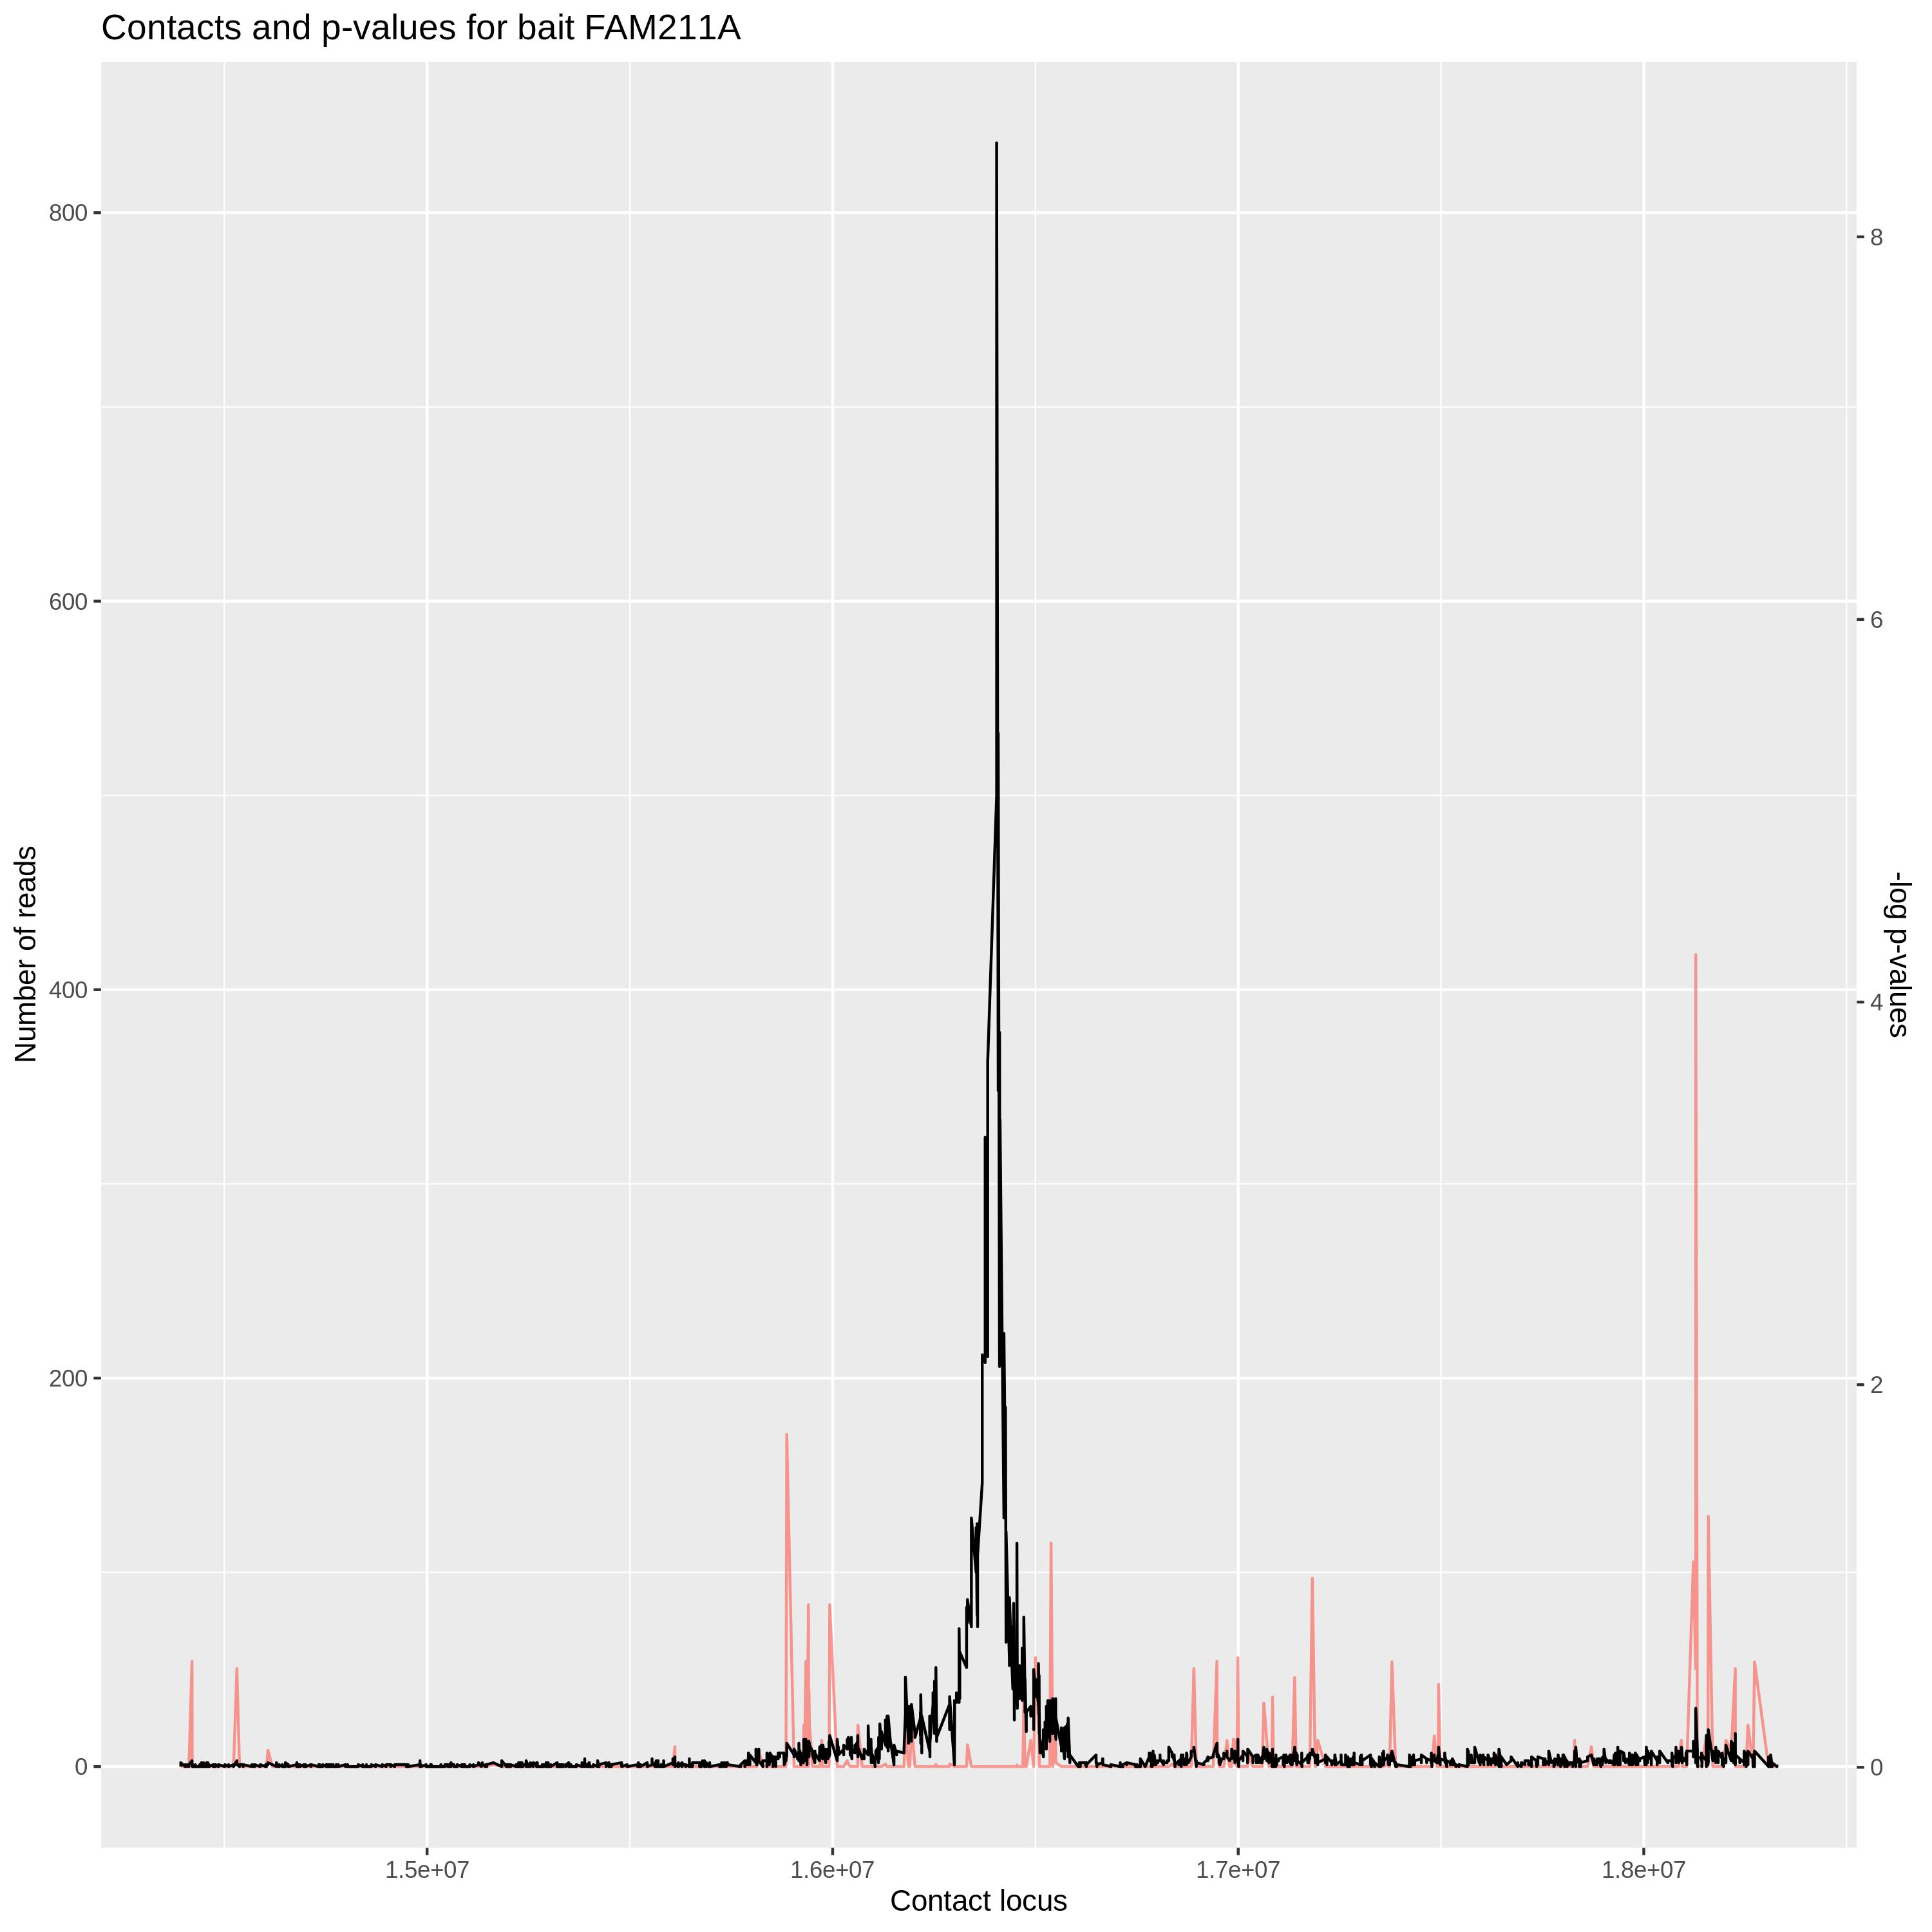 Contacts and p-values for bait FAM211A
800
600
400
200
0
Number of reads
8
6
4
2
0
-log p-values
1.5e+07
1.6e+07
1.7e+07
1.8e+07
Contact locus